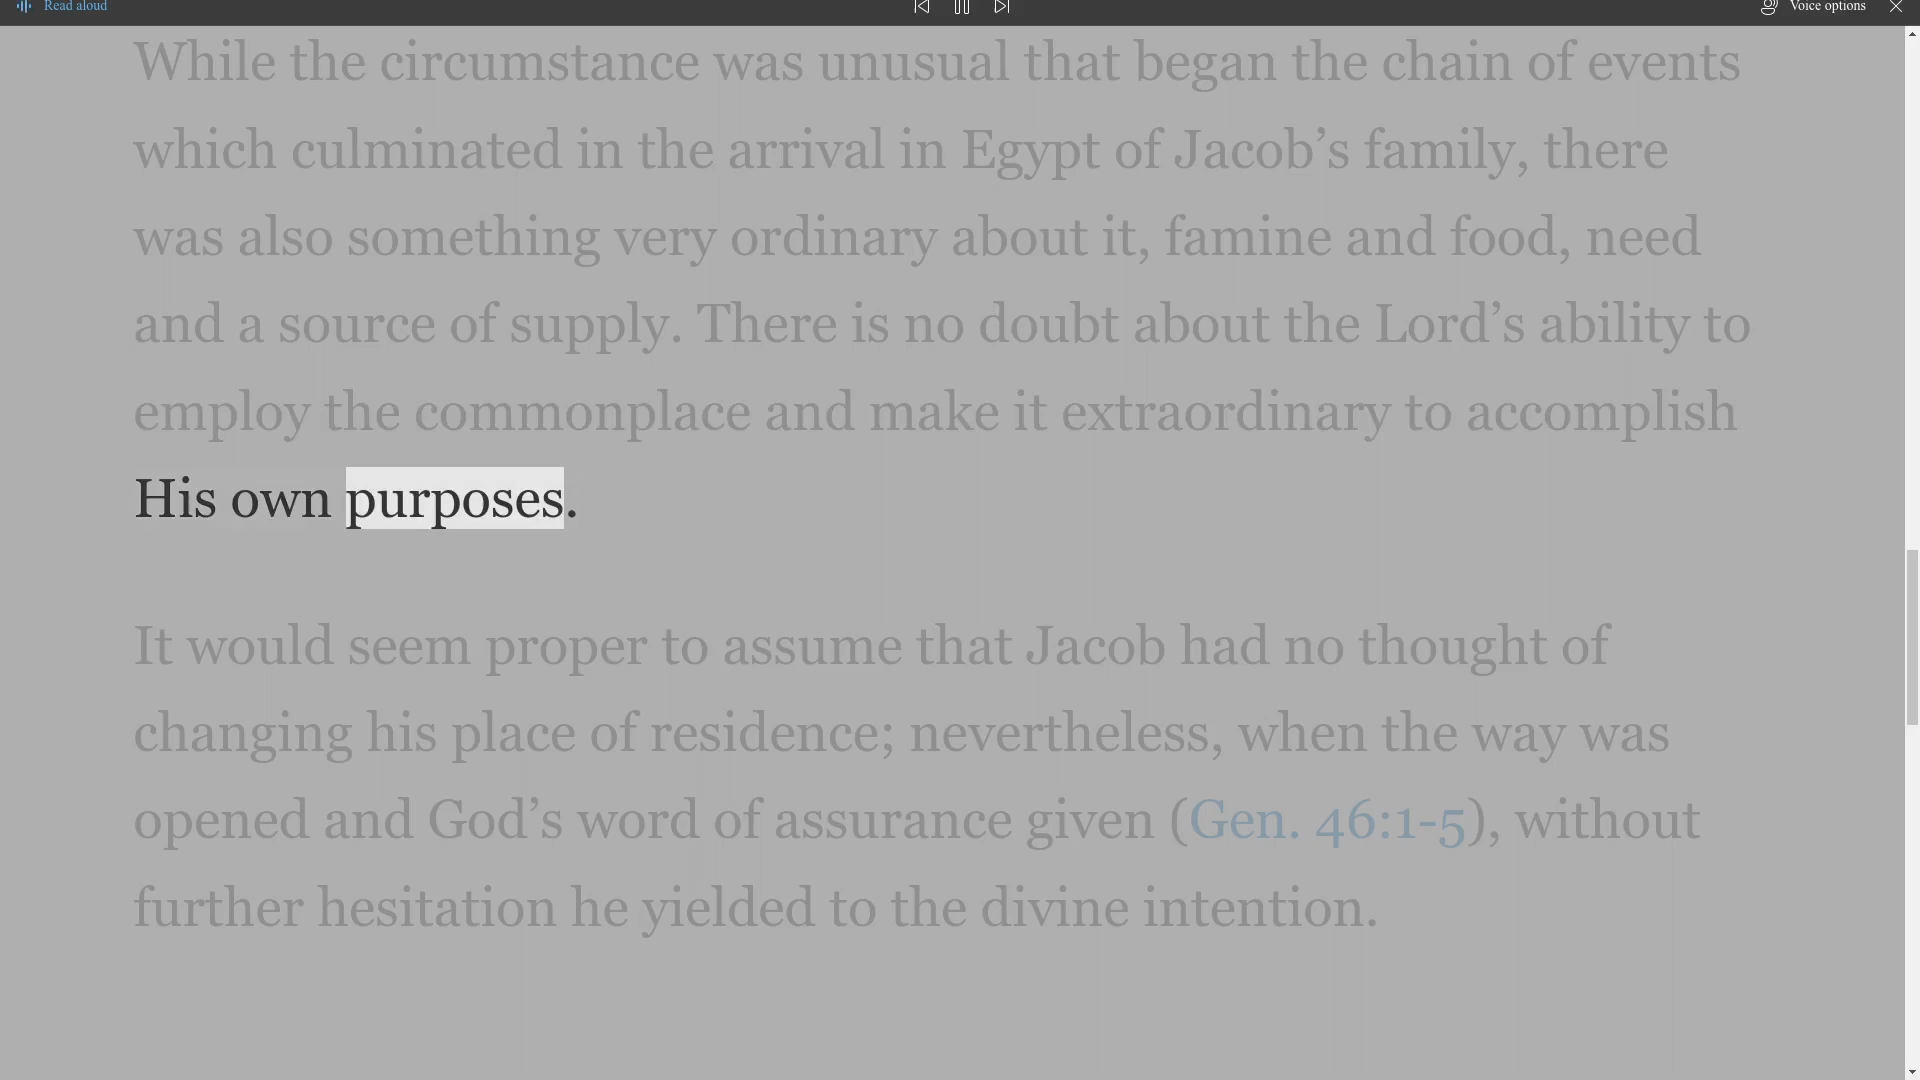 Read aloud
Voice options
While the circumstance was unusual that began the chain of events
which culminated in the arrival in Egypt of Jacob’s family, there
was also something very ordinary about it, famine and food, need
and a source of supply. There is no doubt about the Lord’s ability to
employ the commonplace and make it extraordinary to accomplish
His own purposes.
It would seem proper to assume that Jacob had no thought of
changing his place of residence; nevertheless, when the way was
opened and God’s word of assurance given (Gen. 46:1-5), without
further hesitation he yielded to the divine intention.